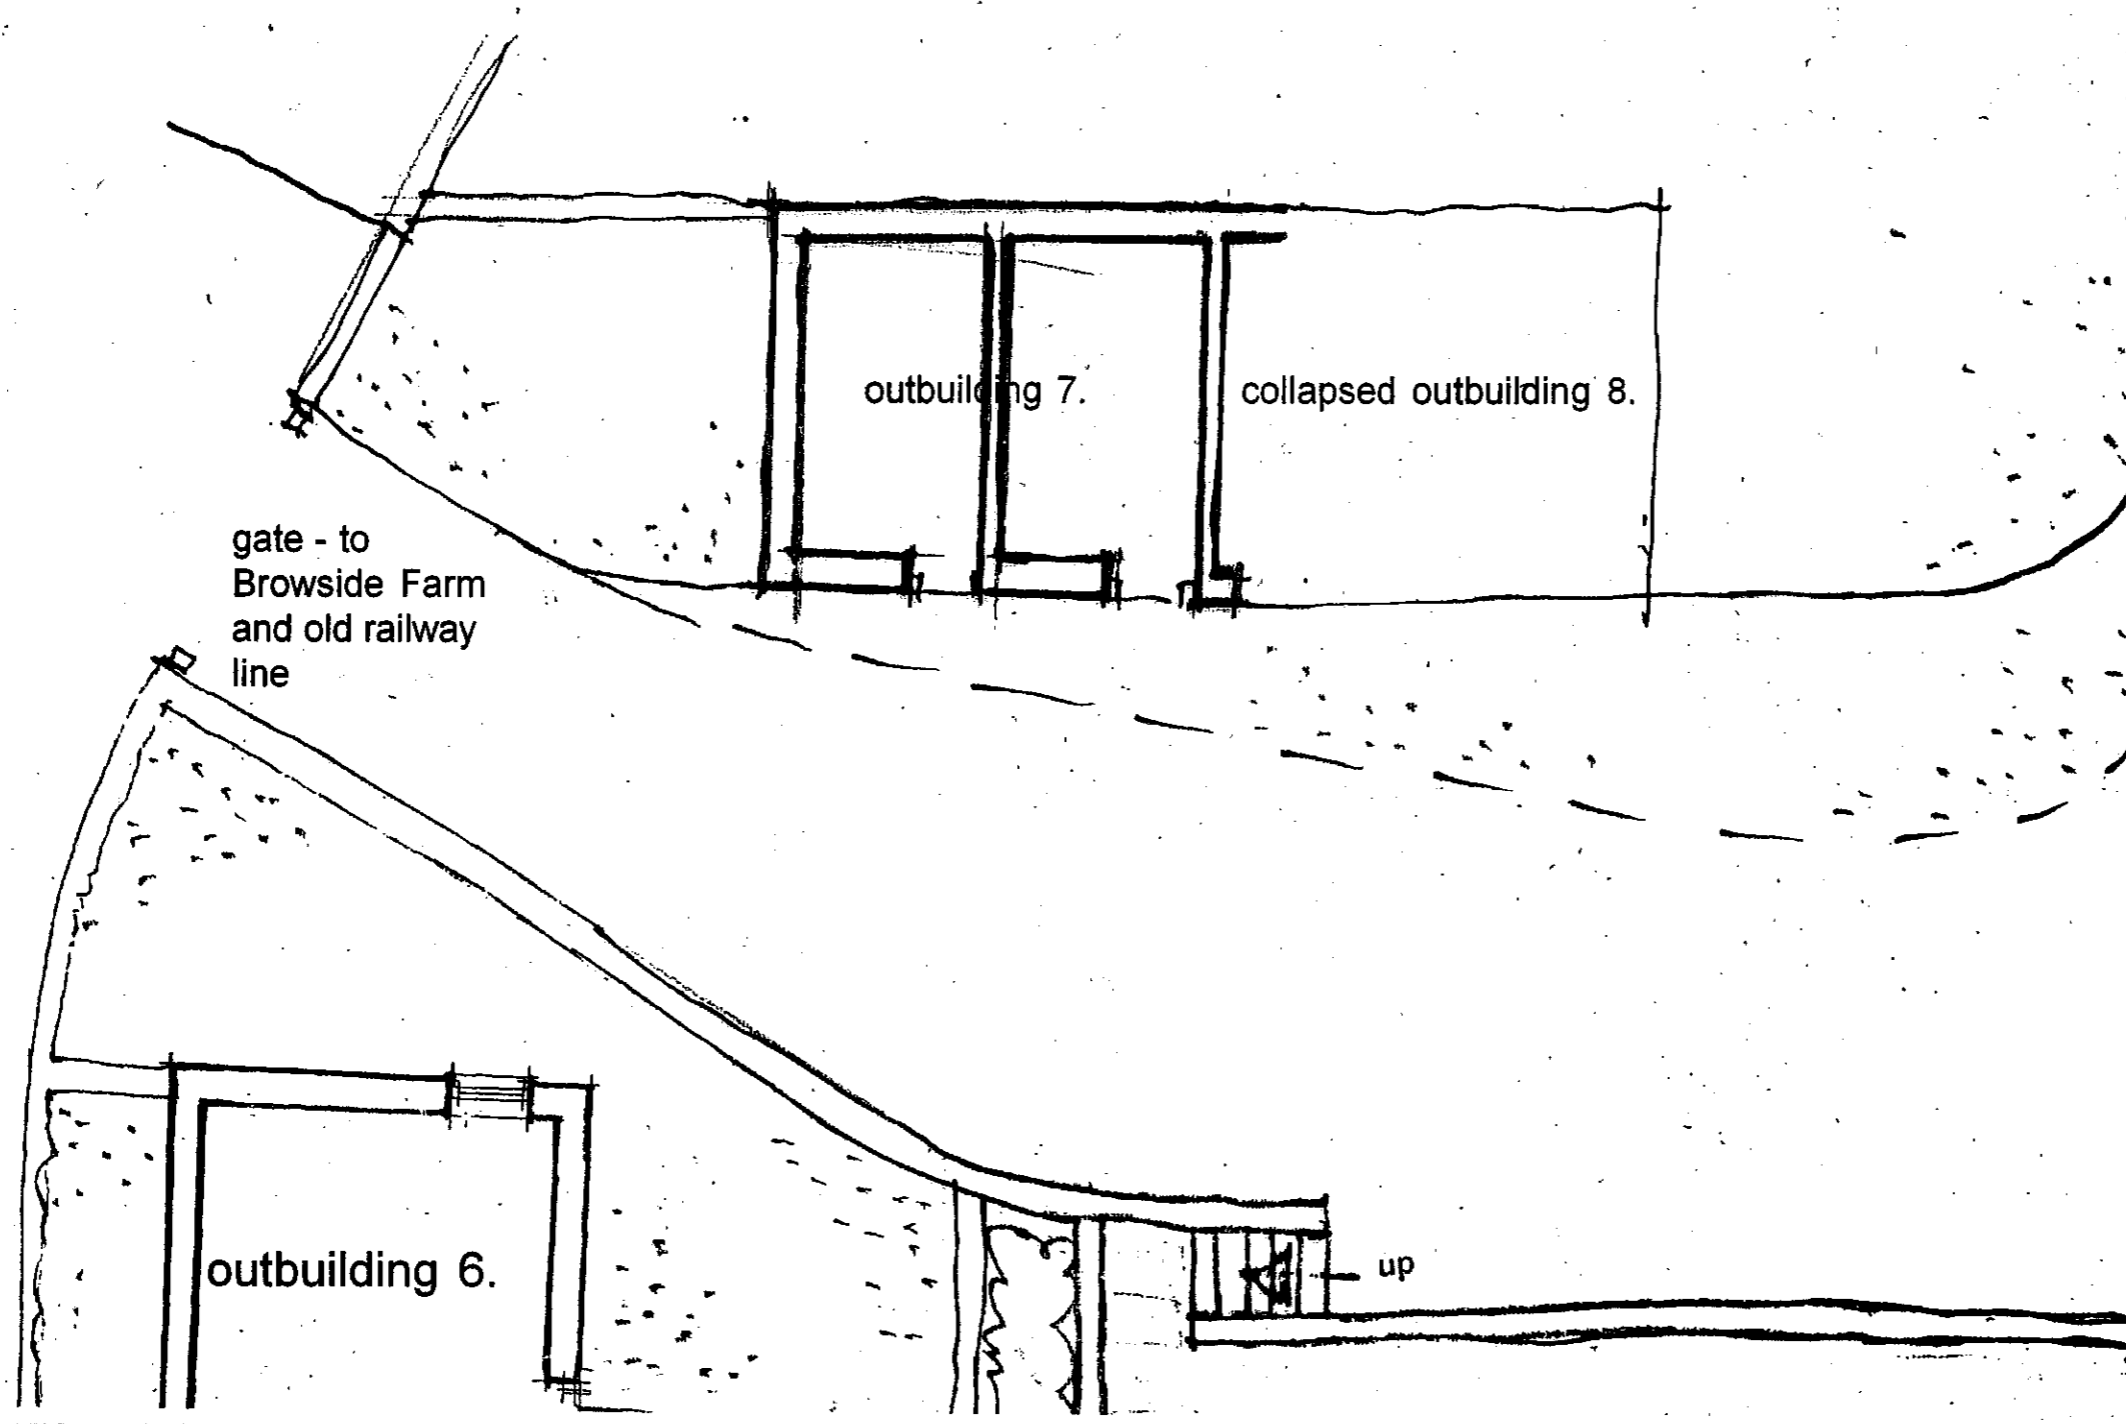 outbuilding 7.
collapsed outbuilding 8.
gate - to
Browside Farm
and old railway
line
outbuilding 6.
up